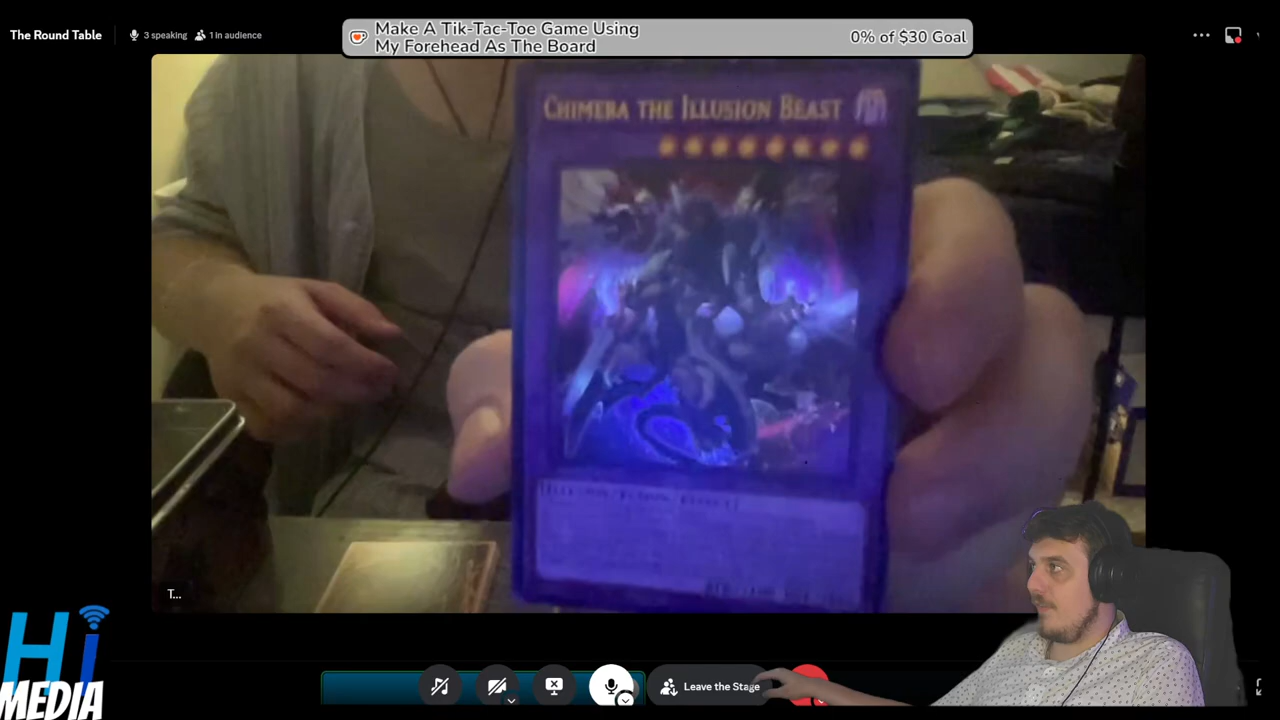 The Round Table
3 speaking
1 in audience
Make A Tik-Tac-Toe Game Using
My Forehead As The Board
0% of $30 Goal
CHIMERA THE ILLUSION BEAST
T...
Hi
MEDIA
Leave the Stage